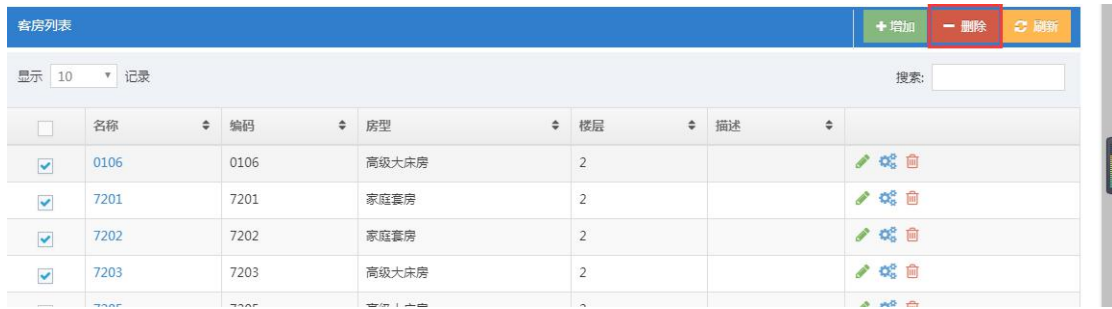 客房列表 增加 删除 刷新
显示 10 记录 搜索:
名称 编码 房型 楼层 描述
0106 0106 高级大床房 2
7201 7201 家庭套房 2
7202 7202 家庭套房 2
7203 7203 高级大床房 2